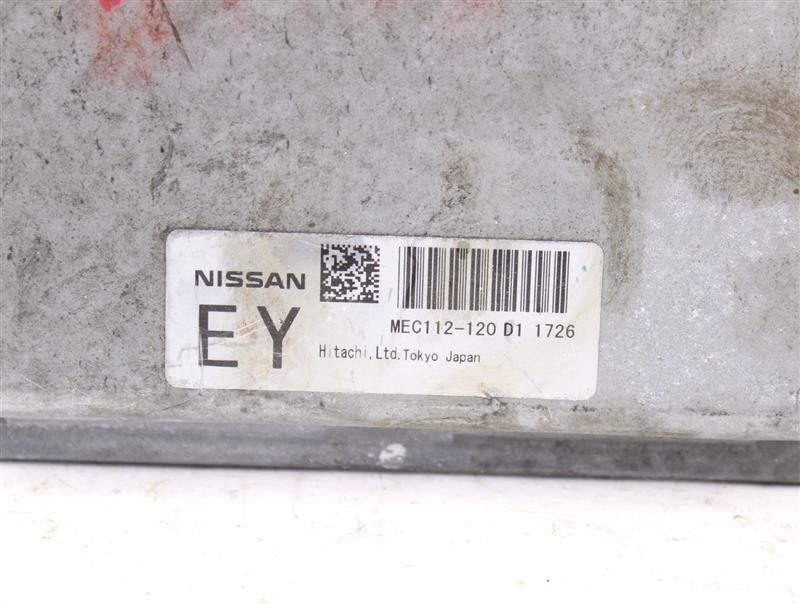 NISSAN
EY
MEC112-120 D1 1726
Hitachi,Ltd.Tokyo Japan